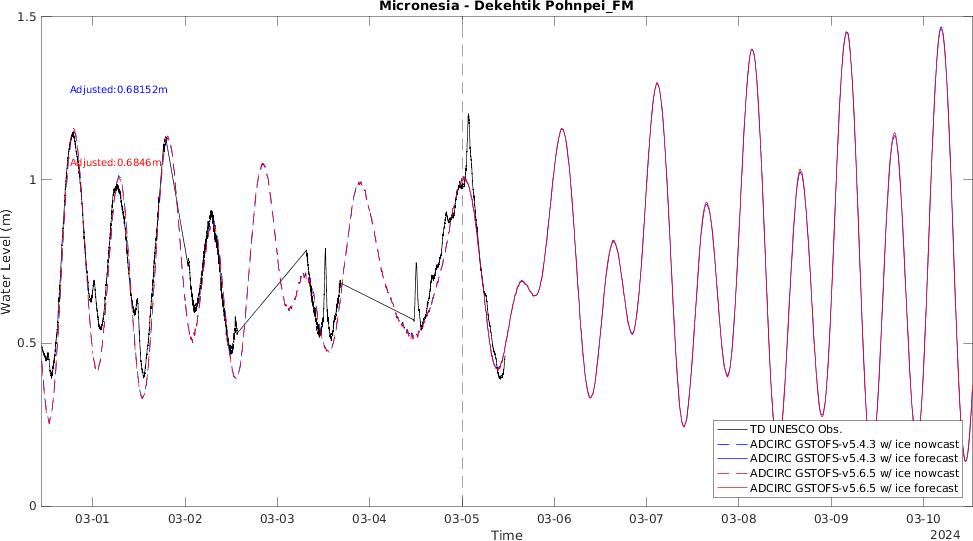 Micronesia - Dekehtik Pohnpei_FM
1.5
Adjusted:0.68152m
Adjusted:0.6846m
1
Water Level (m)
0.5
0
TD UNESCO Obs.
ADCIRC GSTOFS-v5.4.3 w/ ice nowcast
ADCIRC GSTOFS-v5.4.3 w/ ice forecast
ADCIRC GSTOFS-v5.6.5 w/ ice nowcast
ADCIRC GSTOFS-v5.6.5 w/ ice forecast
03-01 03-02 03-03 03-04 03-05 03-06 03-07 03-08 03-09 03-10
Time 2024